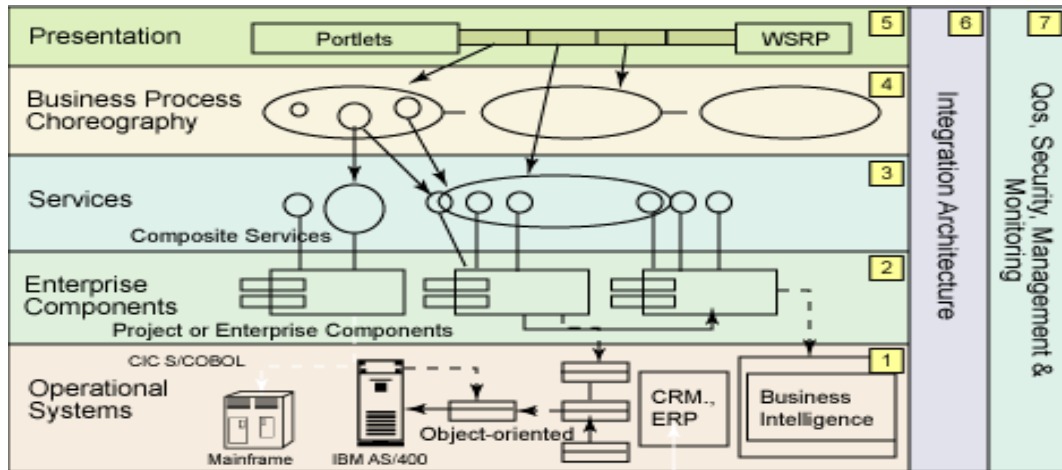 Presentation
Portlets
WSRP
5
Business Process
Choreography
4
Services
Composite Services
3
Enterprise
Components
Project or Enterprise Components
2
CIC S/COBOL
Operational
Systems
Mainframe
IBM AS/400
Object-oriented
CRM.,
ERP
Business
Intelligence
1
6
Integration Architecture
7
Qos, Security, Management &
Monitoring